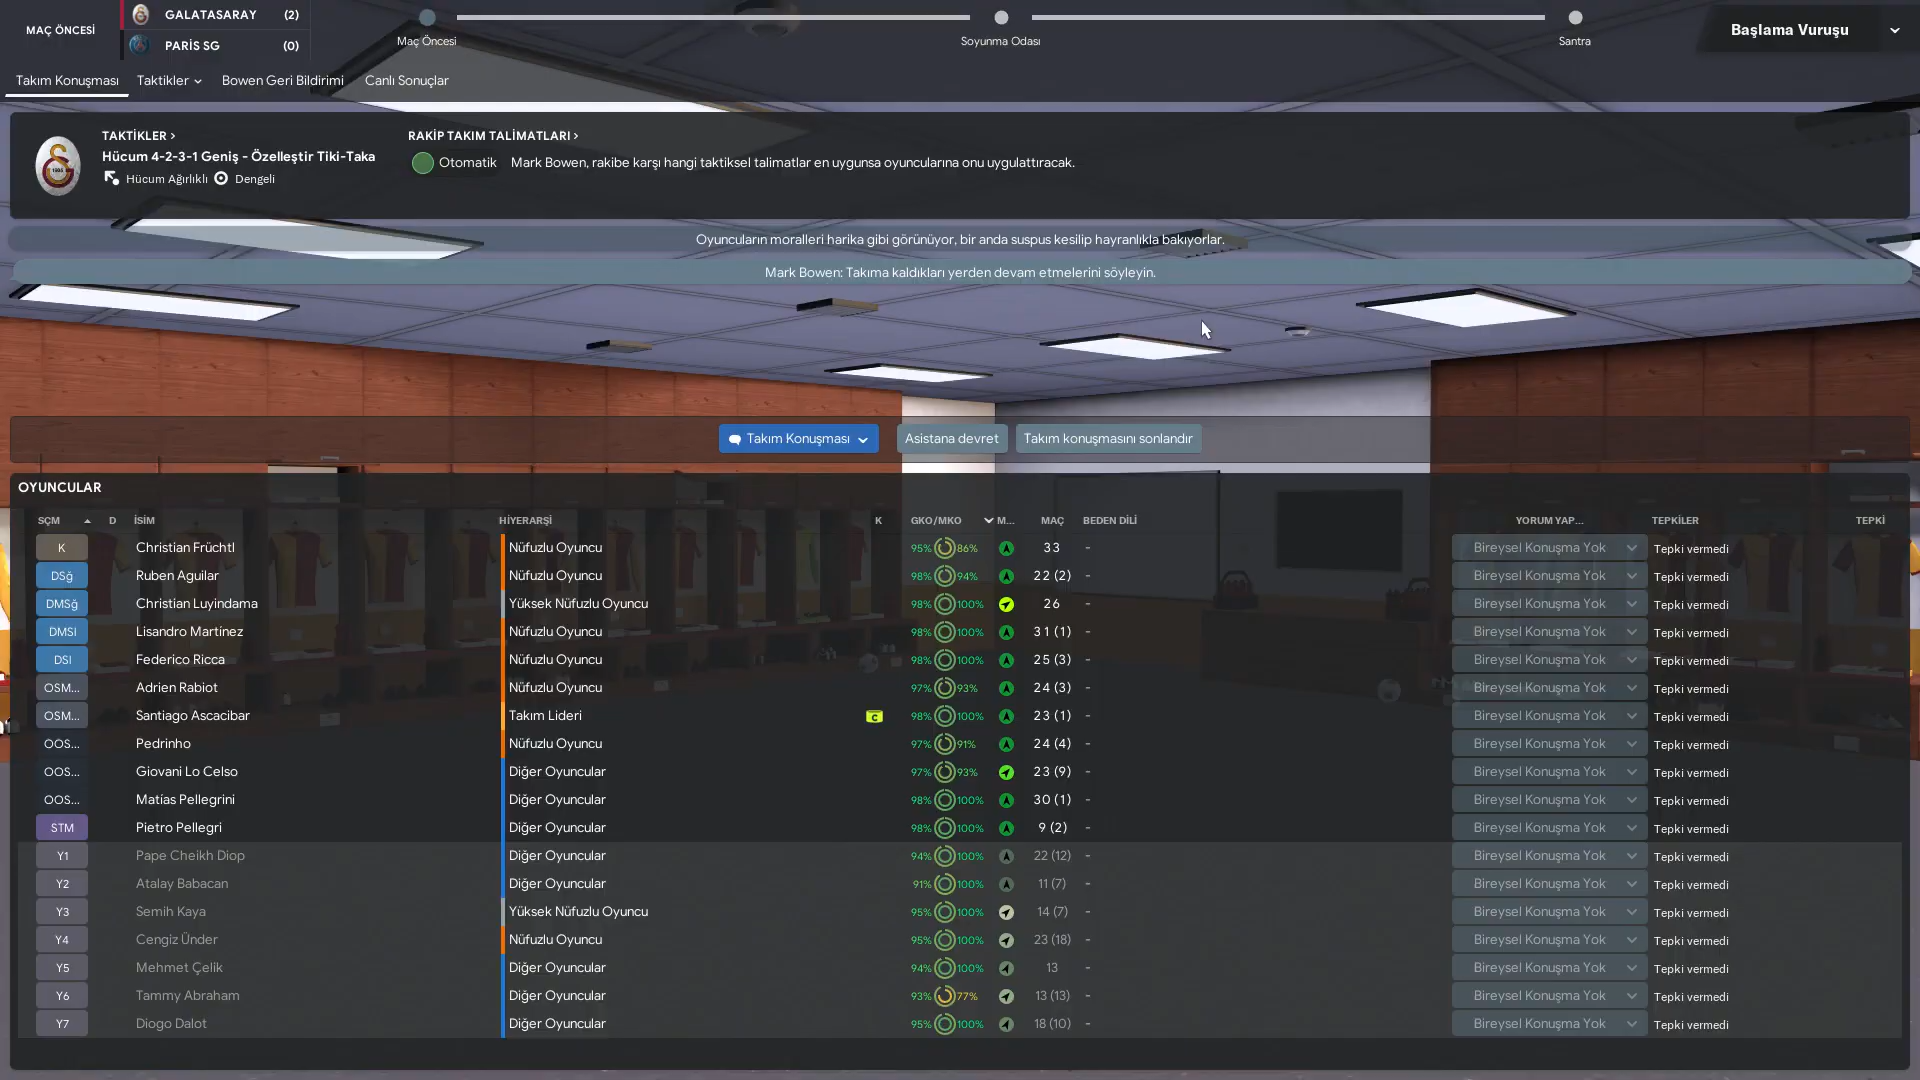 MAÇ ÖNCESİ
GALATASARAY (2)
PARİS SG (0)
Maç Öncesi
Soyunma Odası
Santra
Başlama Vuruşu
Takım Konuşması
Taktikler
Bowen Geri Bildirimi
Canlı Sonuçlar
TAKTİKLER >
Hücum 4-2-3-1 Geniş - Özelleştir Tiki-Taka
Hücum Ağırlıklı Dengeli
RAKİP TAKIM TALİMATLARI >
Otomatik Mark Bowen, rakibe karşı hangi taktiksel talimatlar en uygunsa oyuncularına onu uygulattıracak.
Oyuncuların moralleri harika gibi görünüyor, bir anda suspus kesilip hayranlıkla bakıyorlar.
Mark Bowen: Takıma kaldıkları yerden devam etmelerini söyleyin.
Takım Konuşması
Asistana devret
Takım konuşmasını sonlandır
OYUNCULAR
SÇM D İSİM HİYERARŞİ K GKO/MKO M... MAÇ BEDEN DİLİ YORUM YAP... TEPKİLER TEPKİ
K Christian Früchtl Nüfuzlu Oyuncu 95% 86% 33 - Bireysel Konuşma Yok Tepki vermedi
DSğ Ruben Aguilar Nüfuzlu Oyuncu 98% 94% 22 (2) - Bireysel Konuşma Yok Tepki vermedi
DMSğ Christian Luyindama Yüksek Nüfuzlu Oyuncu 98% 100% 26 - Bireysel Konuşma Yok Tepki vermedi
DMSl Lisandro Martínez Nüfuzlu Oyuncu 98% 100% 31 (1) - Bireysel Konuşma Yok Tepki vermedi
DSl Federico Ricca Nüfuzlu Oyuncu 98% 100% 25 (3) - Bireysel Konuşma Yok Tepki vermedi
OSM... Adrien Rabiot Nüfuzlu Oyuncu 97% 93% 24 (3) - Bireysel Konuşma Yok Tepki vermedi
OSM... Santiago Ascacibar Takım Lideri C 98% 100% 23 (1) - Bireysel Konuşma Yok Tepki vermedi
OOS... Pedrinho Nüfuzlu Oyuncu 97% 91% 24 (4) - Bireysel Konuşma Yok Tepki vermedi
OOS... Giovani Lo Celso Diğer Oyuncular 97% 93% 23 (9) - Bireysel Konuşma Yok Tepki vermedi
OOS... Matías Pellegrini Diğer Oyuncular 98% 100% 30 (1) - Bireysel Konuşma Yok Tepki vermedi
STM Pietro Pellegri Diğer Oyuncular 98% 100% 9 (2) - Bireysel Konuşma Yok Tepki vermedi
Y1 Pape Cheikh Diop Diğer Oyuncular 94% 100% 22 (12) - Bireysel Konuşma Yok Tepki vermedi
Y2 Atalay Babacan Diğer Oyuncular 91% 100% 11 (7) - Bireysel Konuşma Yok Tepki vermedi
Y3 Semih Kaya Yüksek Nüfuzlu Oyuncu 95% 100% 14 (7) - Bireysel Konuşma Yok Tepki vermedi
Y4 Cengiz Ünder Nüfuzlu Oyuncu 95% 100% 23 (18) - Bireysel Konuşma Yok Tepki vermedi
Y5 Mehmet Çelik Diğer Oyuncular 94% 100% 13 - Bireysel Konuşma Yok Tepki vermedi
Y6 Tammy Abraham Diğer Oyuncular 93% 77% 13 (13) - Bireysel Konuşma Yok Tepki vermedi
Y7 Diogo Dalot Diğer Oyuncular 95% 100% 18 (10) - Bireysel Konuşma Yok Tepki vermedi